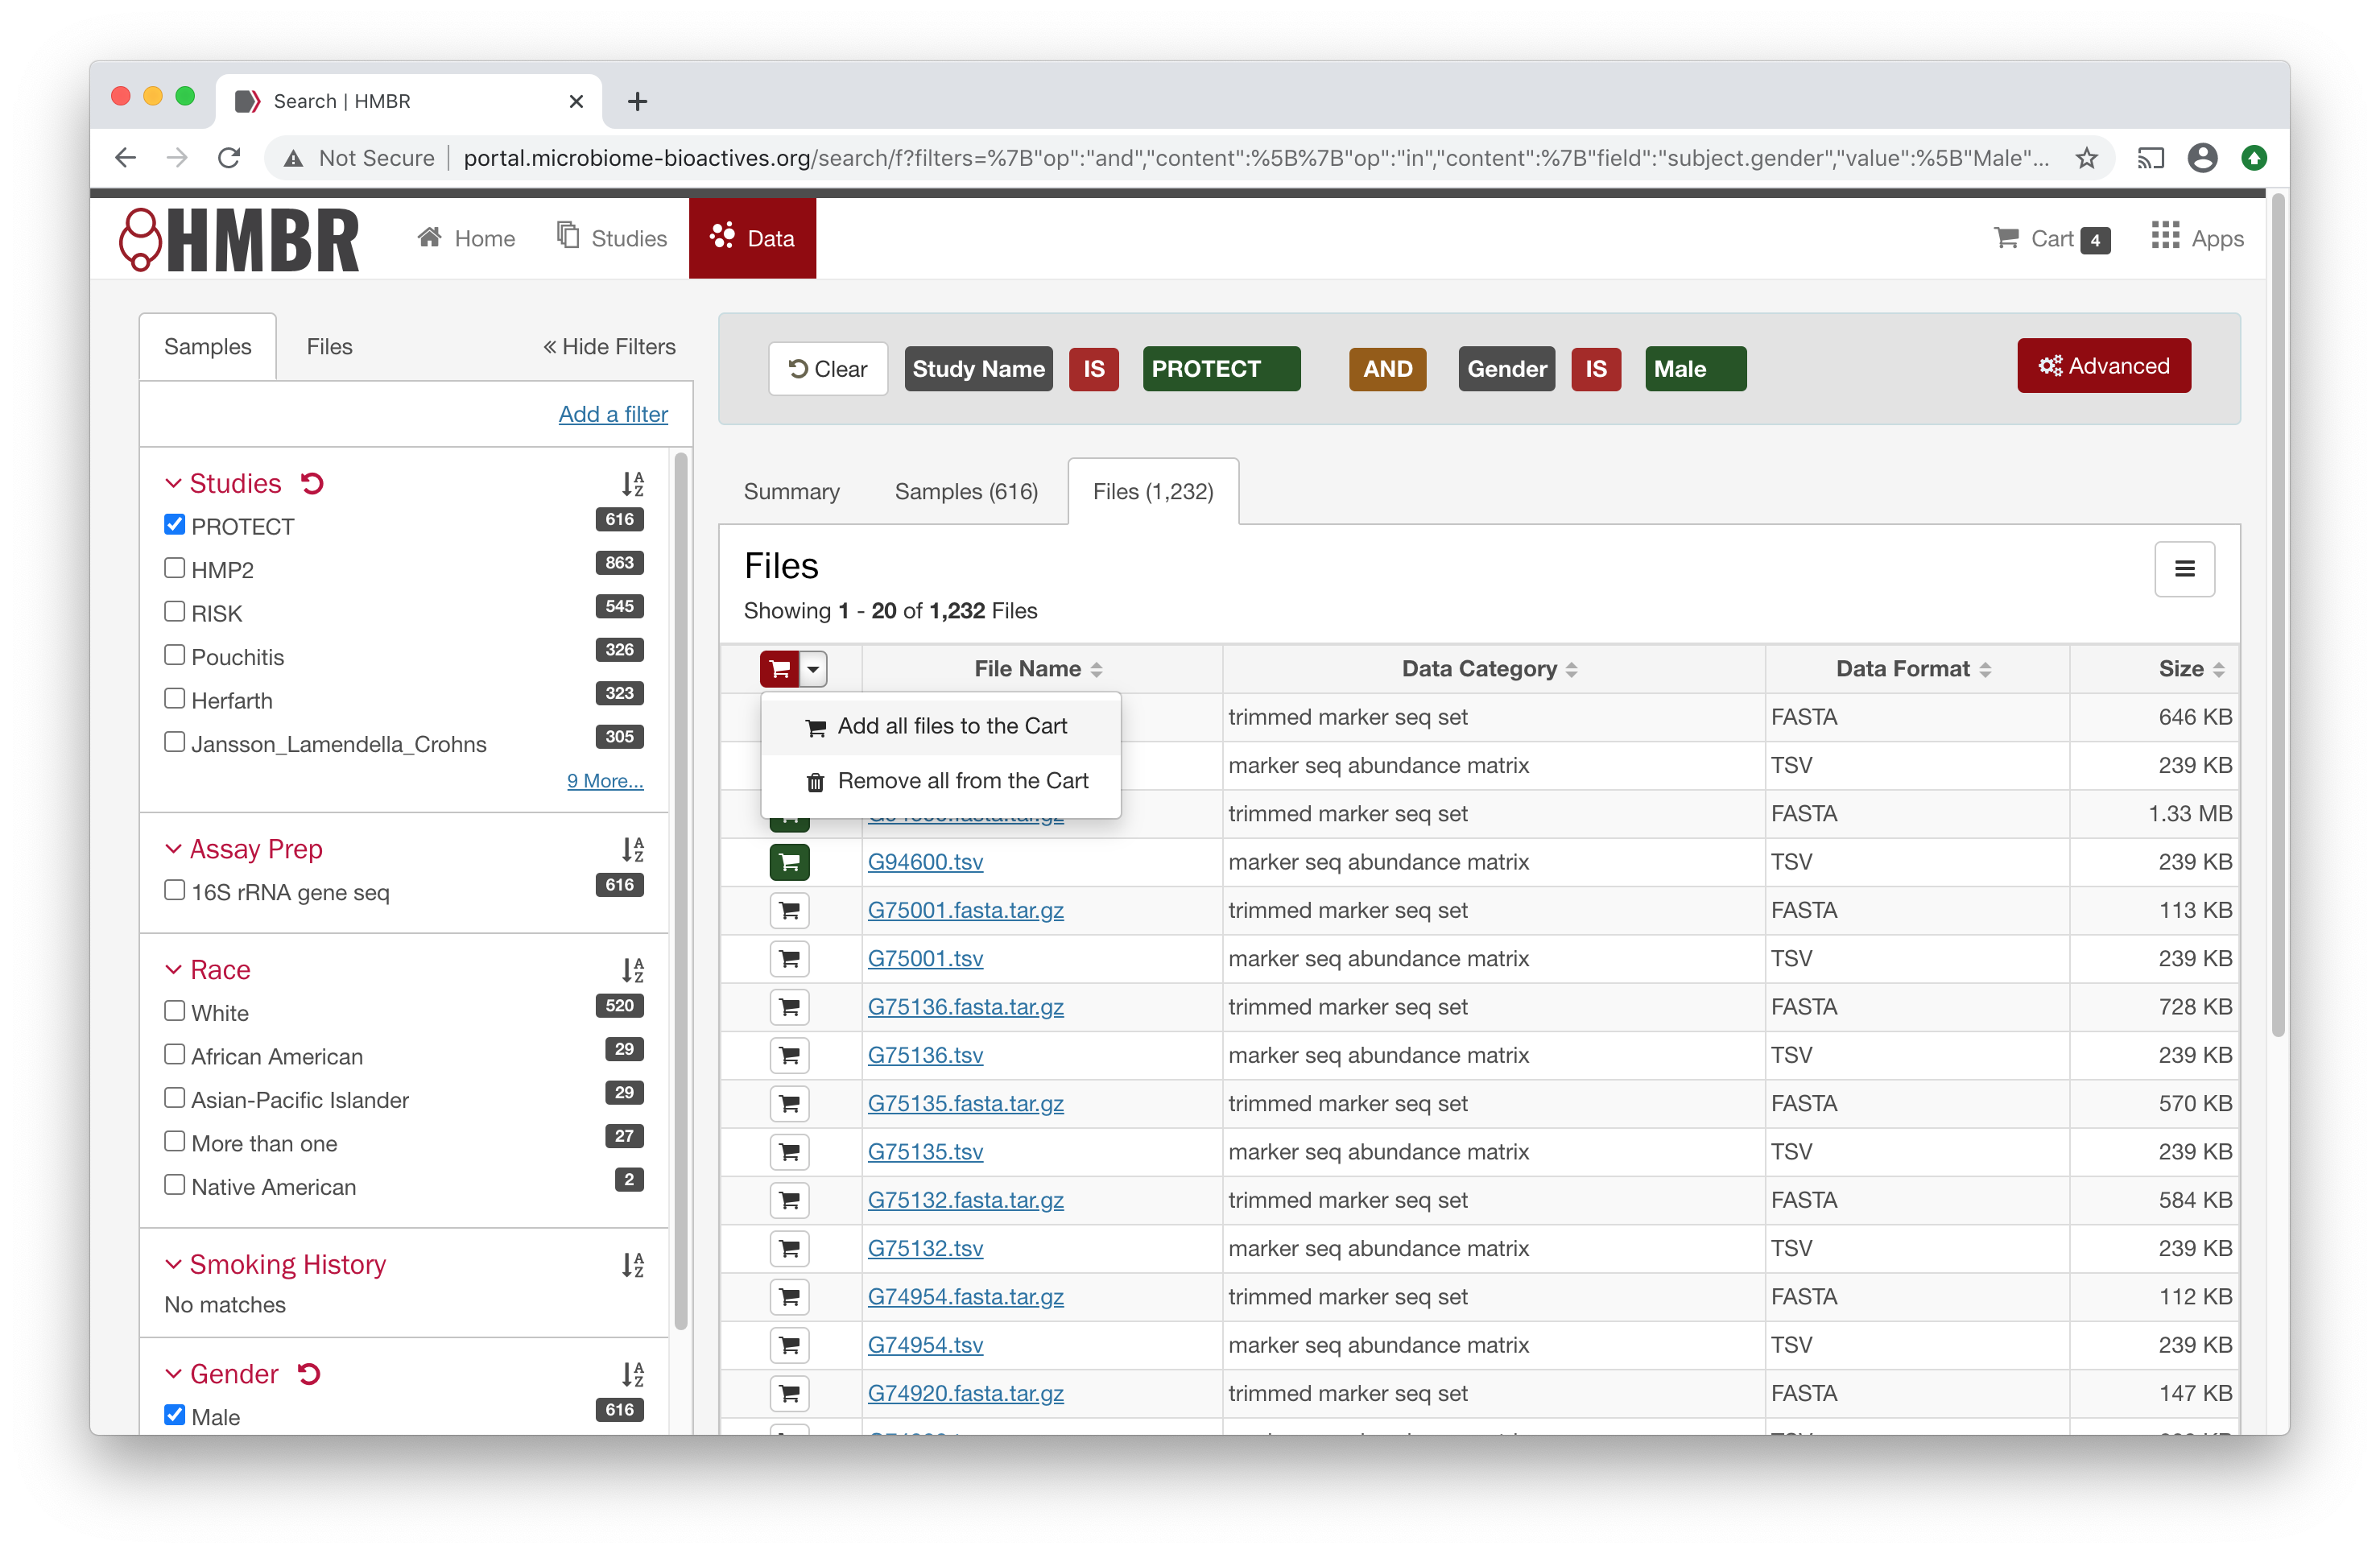 Search | HMBR
Not Secure portal.microbiome-bioactives.org/search/f?filters=%7B"op":"and","content":%5B%7B"op":"in","content":%7B"field":"subject.gender","value":%5B"Male"...
HMBR Home Studies Data Cart 4 Apps
Samples Files « Hide Filters
Add a filter
Studies
PROTECT 616
HMP2 863
RISK 545
Pouchitis 326
Herfarth 323
Jansson_Lamendella_Crohns 305
9 More...
Assay Prep
16S rRNA gene seq 616
Race
White 520
African American 29
Asian-Pacific Islander 29
More than one 27
Native American 2
Smoking History
No matches
Gender
Male 616
Clear Study Name IS PROTECT AND Gender IS Male Advanced
Summary Samples (616) Files (1,232)
Files
Showing 1 - 20 of 1,232 Files
File Name Data Category Data Format Size
Add all files to the Cart
Remove all from the Cart
trimmed marker seq set FASTA 646 KB
marker seq abundance matrix TSV 239 KB
trimmed marker seq set FASTA 1.33 MB
G94600.tsv marker seq abundance matrix TSV 239 KB
G75001.fasta.tar.gz trimmed marker seq set FASTA 113 KB
G75001.tsv marker seq abundance matrix TSV 239 KB
G75136.fasta.tar.gz trimmed marker seq set FASTA 728 KB
G75136.tsv marker seq abundance matrix TSV 239 KB
G75135.fasta.tar.gz trimmed marker seq set FASTA 570 KB
G75135.tsv marker seq abundance matrix TSV 239 KB
G75132.fasta.tar.gz trimmed marker seq set FASTA 584 KB
G75132.tsv marker seq abundance matrix TSV 239 KB
G74954.fasta.tar.gz trimmed marker seq set FASTA 112 KB
G74954.tsv marker seq abundance matrix TSV 239 KB
G74920.fasta.tar.gz trimmed marker seq set FASTA 147 KB